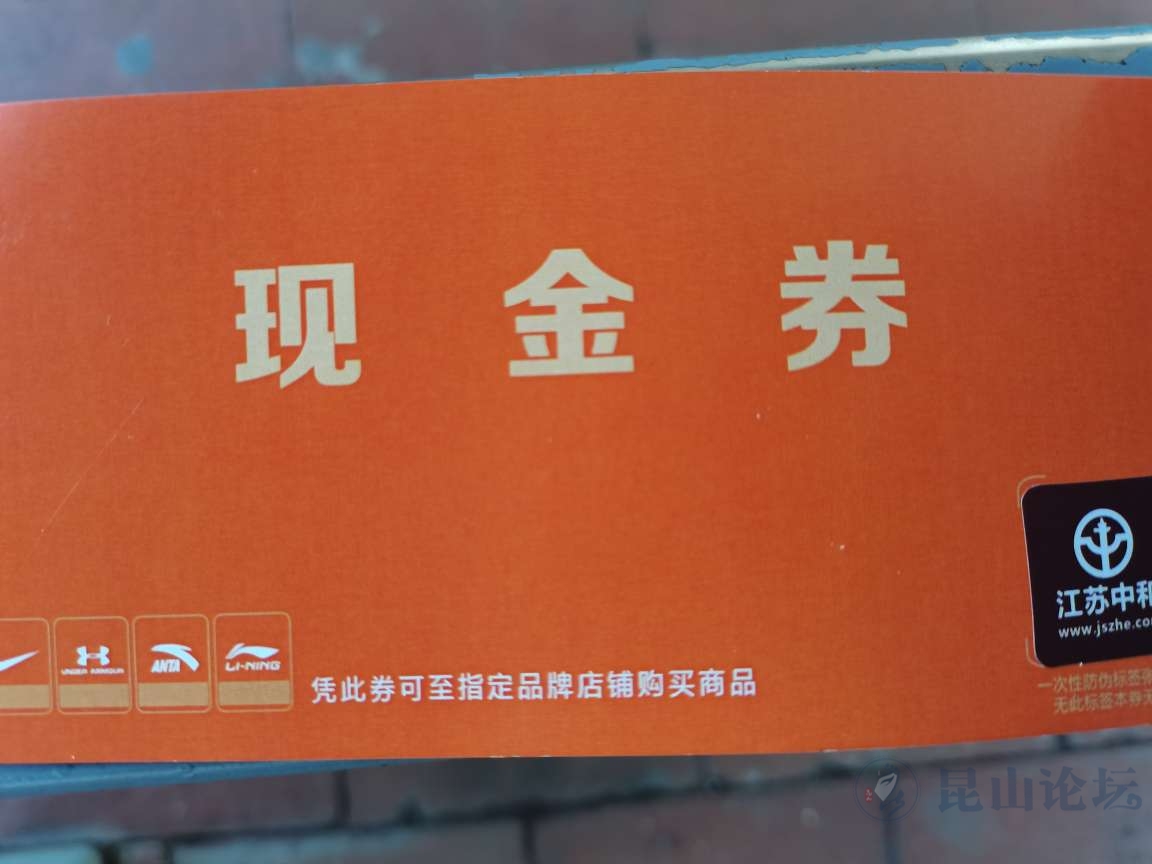 现金券
江苏中和
www.jszhe.com
UNDER ARMOUR
ANTA
LI-NING
凭此券可至指定品牌店铺购买商品
一次性防伪标签
无此标签本券
昆山论坛